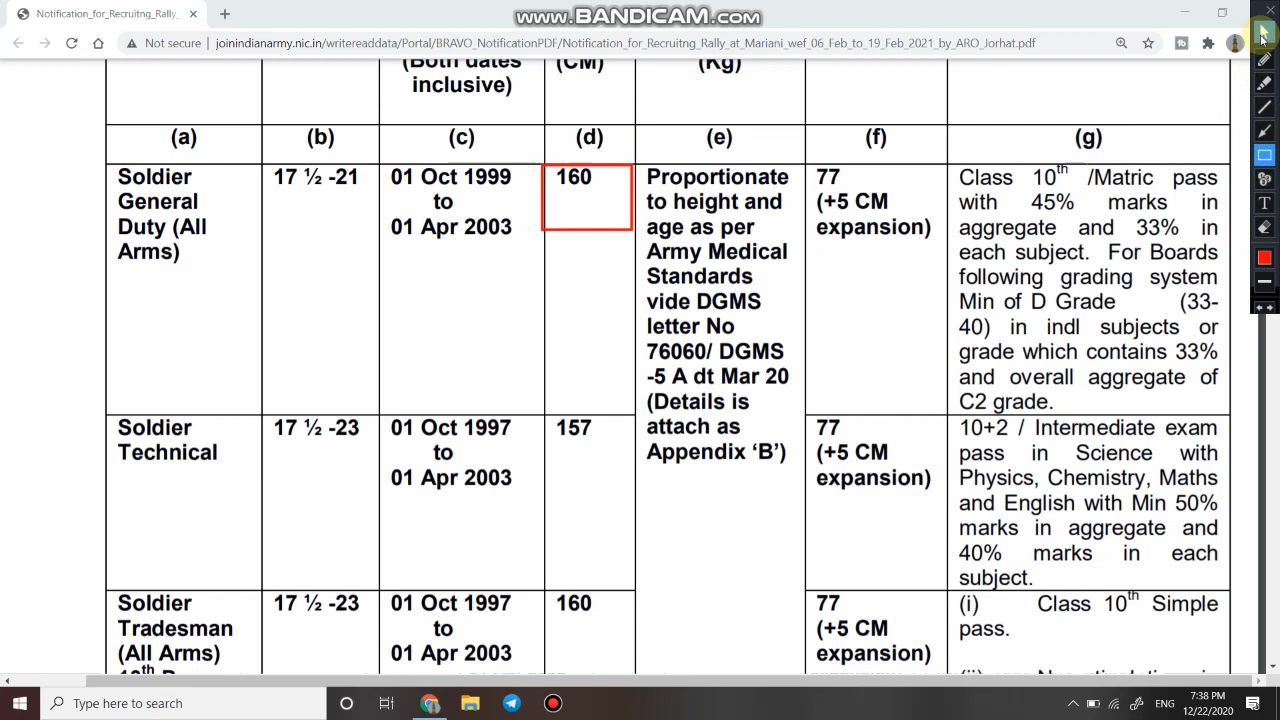 Notification_for_Recruiting_Rally_
www.BANDICAM.com
Not secure
joinindianarmy.nic.in/writereaddata/Portal/BRAVO_NotificationPDF/Notification_for_Recruitng_Rally_at_Mariani_wef_06_Feb_to_19_Feb_2021_by_ARO_Jorhat.pdf
(Both dates
inclusive)
(CM)
(Kg)
(a)
(b)
(c)
(d)
(e)
(f)
(g)
Soldier
General
Duty (All
Arms)
17 ½ -21
01 Oct 1999
to
01 Apr 2003
160
Proportionate
to height and
age as per
Army Medical
Standards
vide DGMS
letter No
76060/ DGMS
-5 A dt Mar 20
(Details is
attach as
Appendix ‘B’)
77
(+5 CM
expansion)
Class 10th /Matric pass
with 45% marks in
aggregate and 33% in
each subject. For Boards
following grading system
Min of D Grade (33-
40) in indl subjects or
grade which contains 33%
and overall aggregate of
C2 grade.
Soldier
Technical
17 ½ -23
01 Oct 1997
to
01 Apr 2003
157
77
(+5 CM
expansion)
10+2 / Intermediate exam
pass in Science with
Physics, Chemistry, Maths
and English with Min 50%
marks in aggregate and
40% marks in each
subject.
Soldier
Tradesman
(All Arms)
17 ½ -23
01 Oct 1997
to
01 Apr 2003
160
77
(+5 CM
expansion)
(i) Class 10th Simple
pass.
Type here to search
ENG
7:38 PM
12/22/2020